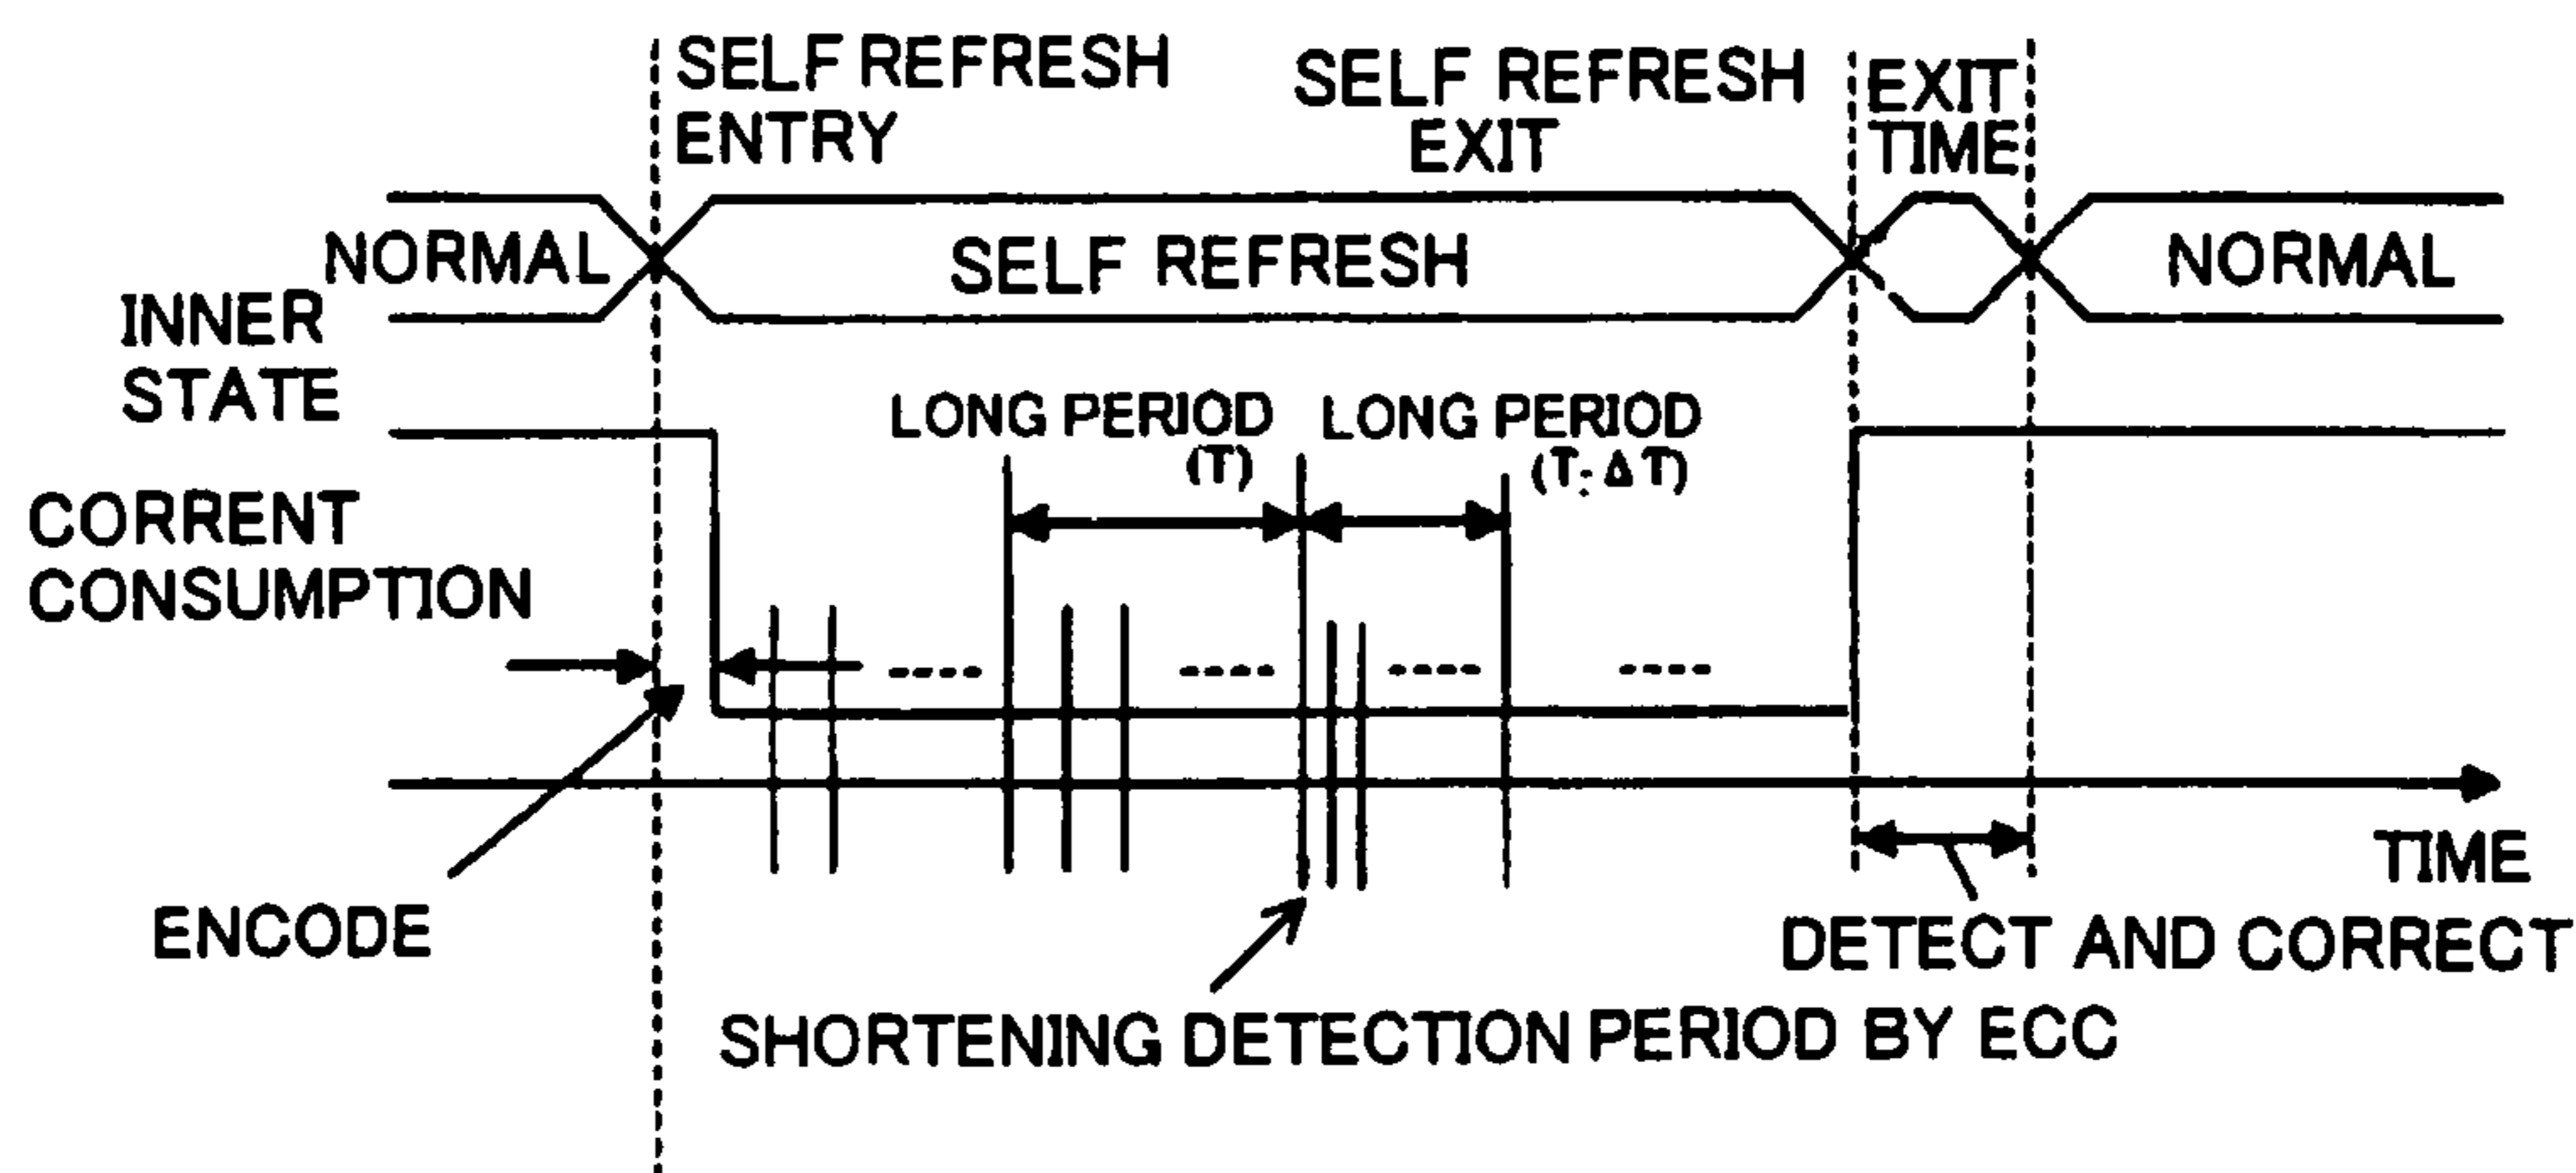 SELF REFRESH
ENTRY
SELF REFRESH
EXIT
EXIT
TIME
NORMAL
SELF REFRESH
NORMAL
INNER
STATE
LONG PERIOD
(T)
LONG PERIOD
(T-ΔT)
CORRENT
CONSUMPTION
TIME
ENCODE
DETECT AND CORRECT
SHORTENING DETECTION PERIOD BY ECC